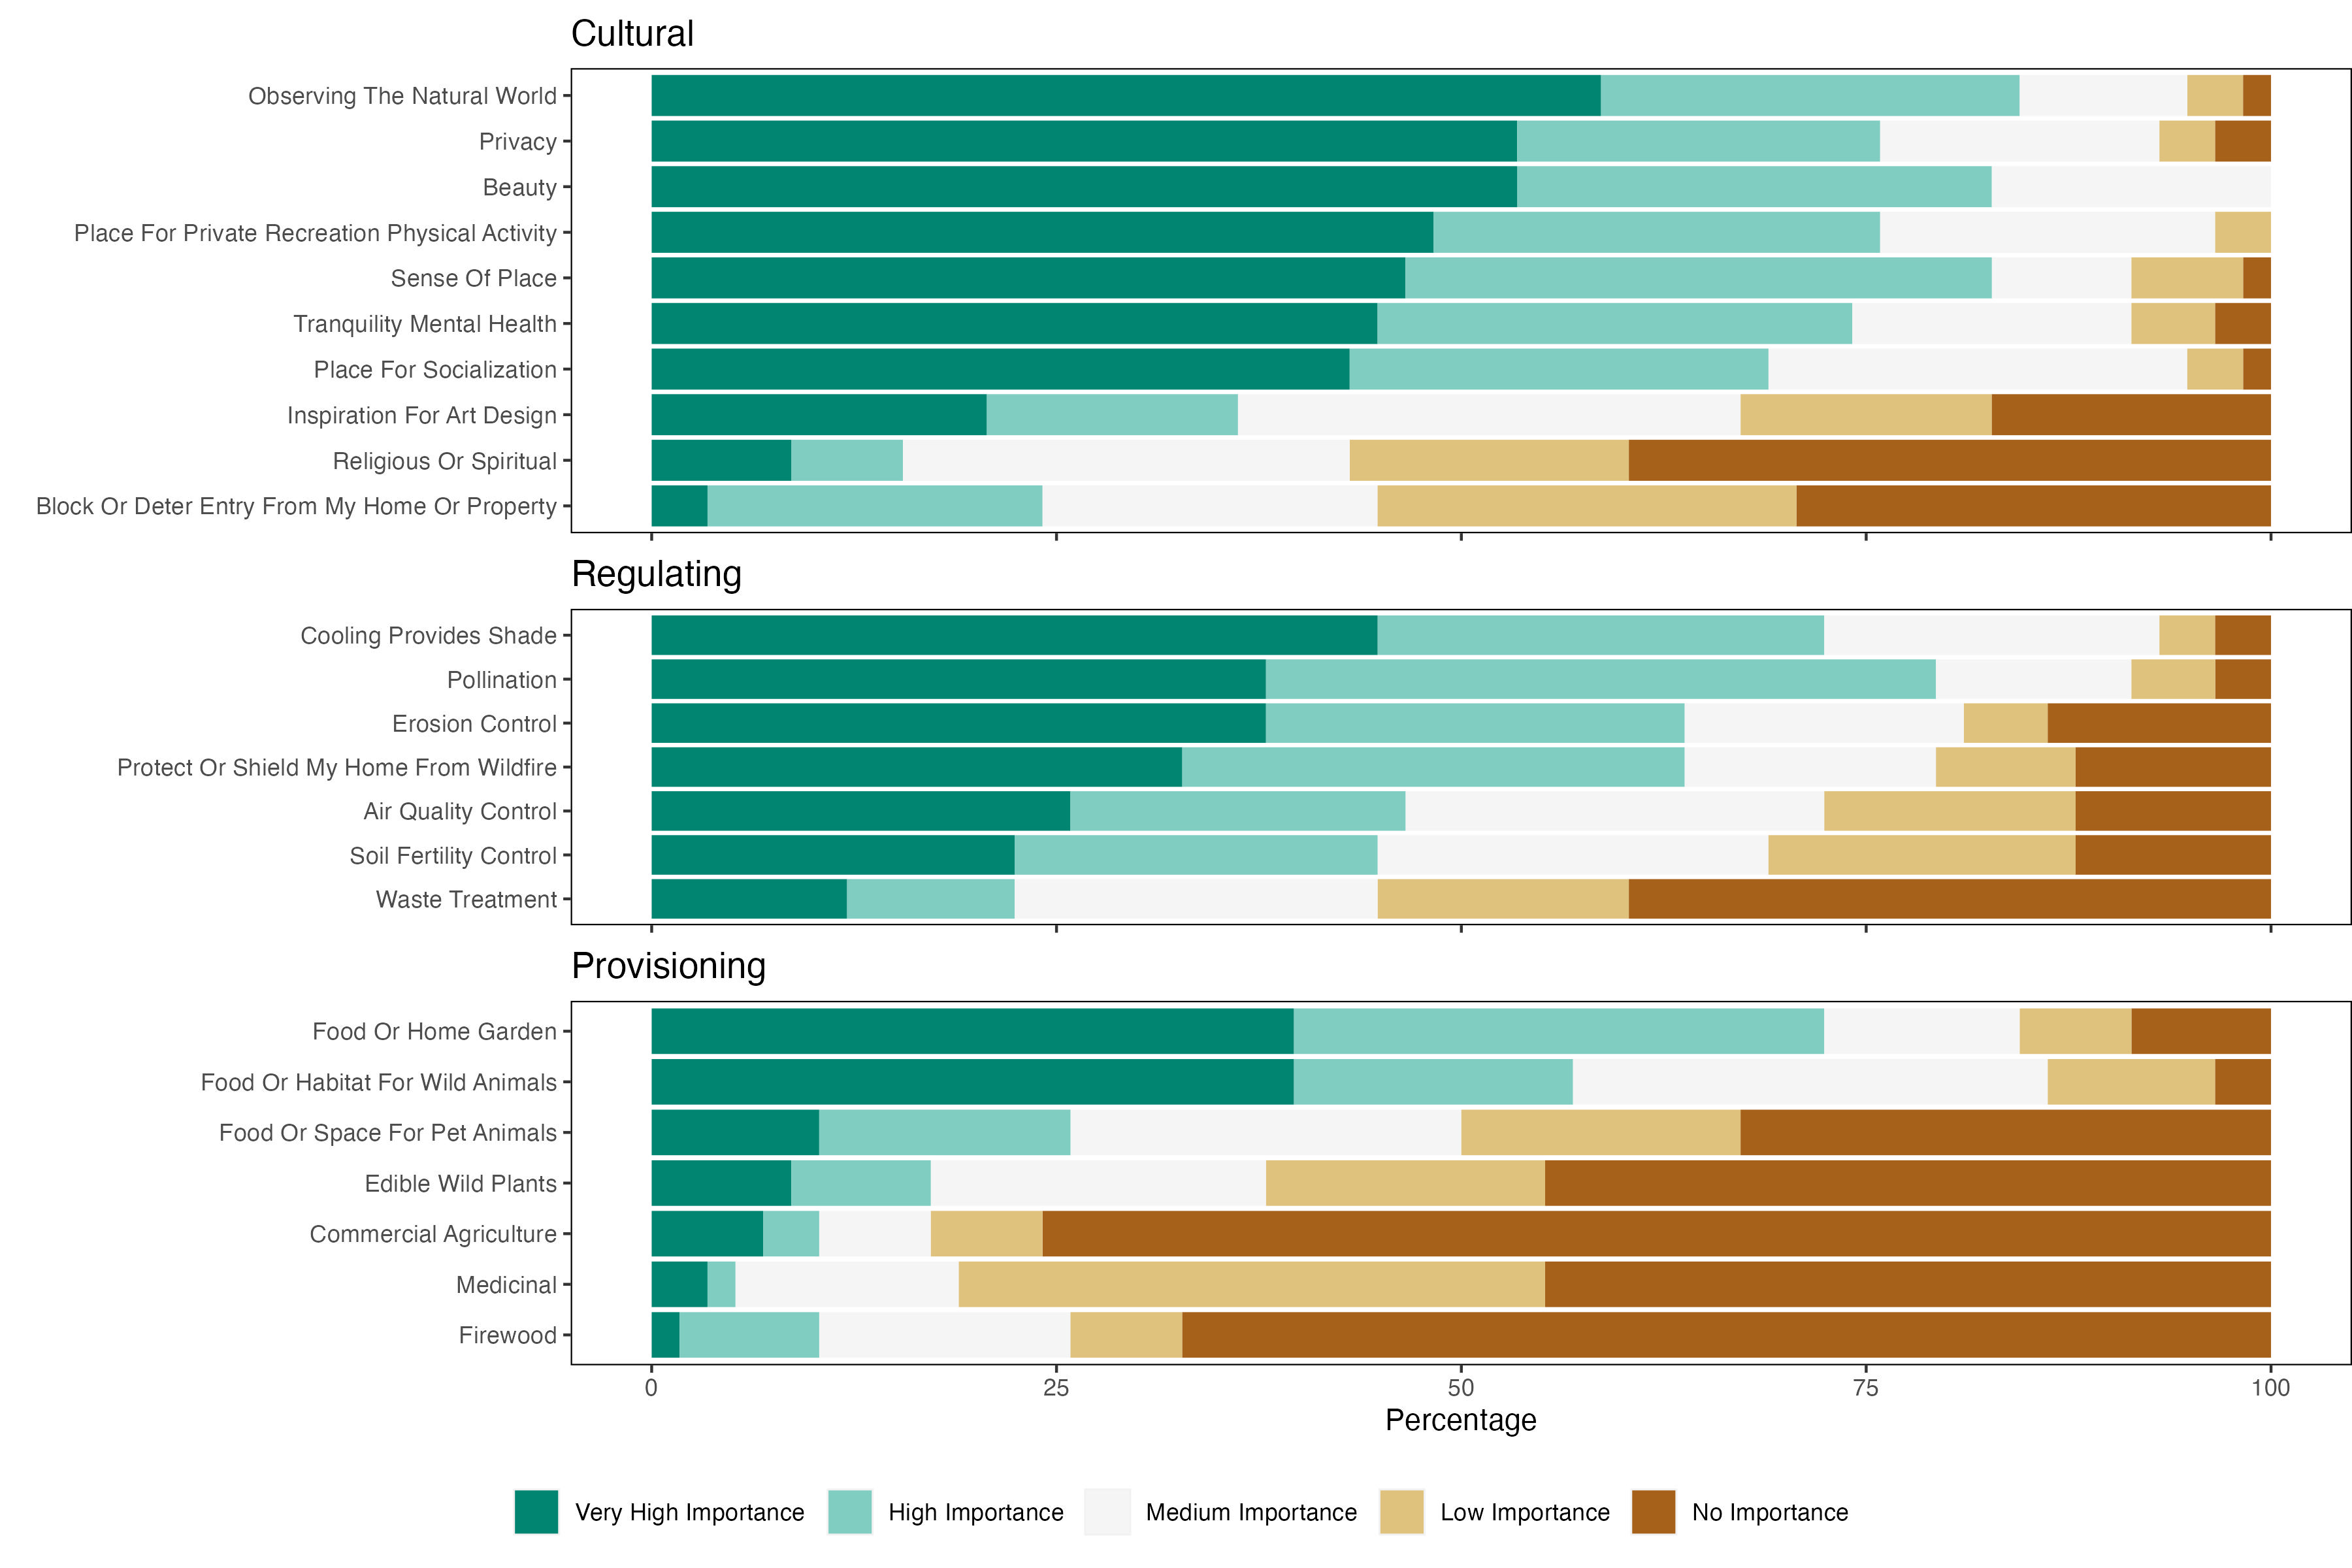 Cultural
Observing The Natural World
Privacy
Beauty
Place For Private Recreation Physical Activity
Sense Of Place
Tranquility Mental Health
Place For Socialization
Inspiration For Art Design
Religious Or Spiritual
Block Or Deter Entry From My Home Or Property
Regulating
Cooling Provides Shade
Pollination
Erosion Control
Protect Or Shield My Home From Wildfire
Air Quality Control
Soil Fertility Control
Waste Treatment
Provisioning
Food Or Home Garden
Food Or Habitat For Wild Animals
Food Or Space For Pet Animals
Edible Wild Plants
Commercial Agriculture
Medicinal
Firewood
0 25 50 75 100
Percentage
Very High Importance High Importance Medium Importance Low Importance No Importance